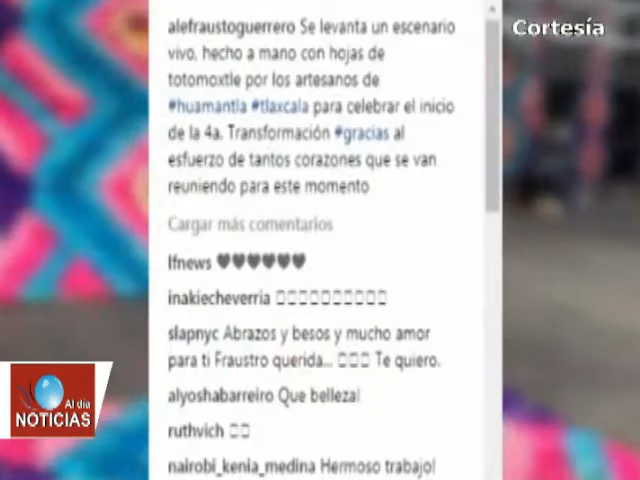 Cortesía
alefraustoguerrero Se levanta un escenario
vivo, hecho a mano con hojas de
totomoxtle por los artesanos de
#huamantla #tlaxcala para celebrar el inicio
de la 4a. Transformación #gracias al
esfuerzo de tantos corazones que se van
reuniendo para este momento
Cargar más comentarios
lfnews ♥♥♥♥♥♥
inakiecheverria
slapnyc Abrazos y besos y mucho amor
para ti Fraustro querida... Te quiero.
alyoshabarreiro Que belleza!
ruthvich
nairobi_kenia_medina Hermoso trabajo!
Al día
NOTICIAS